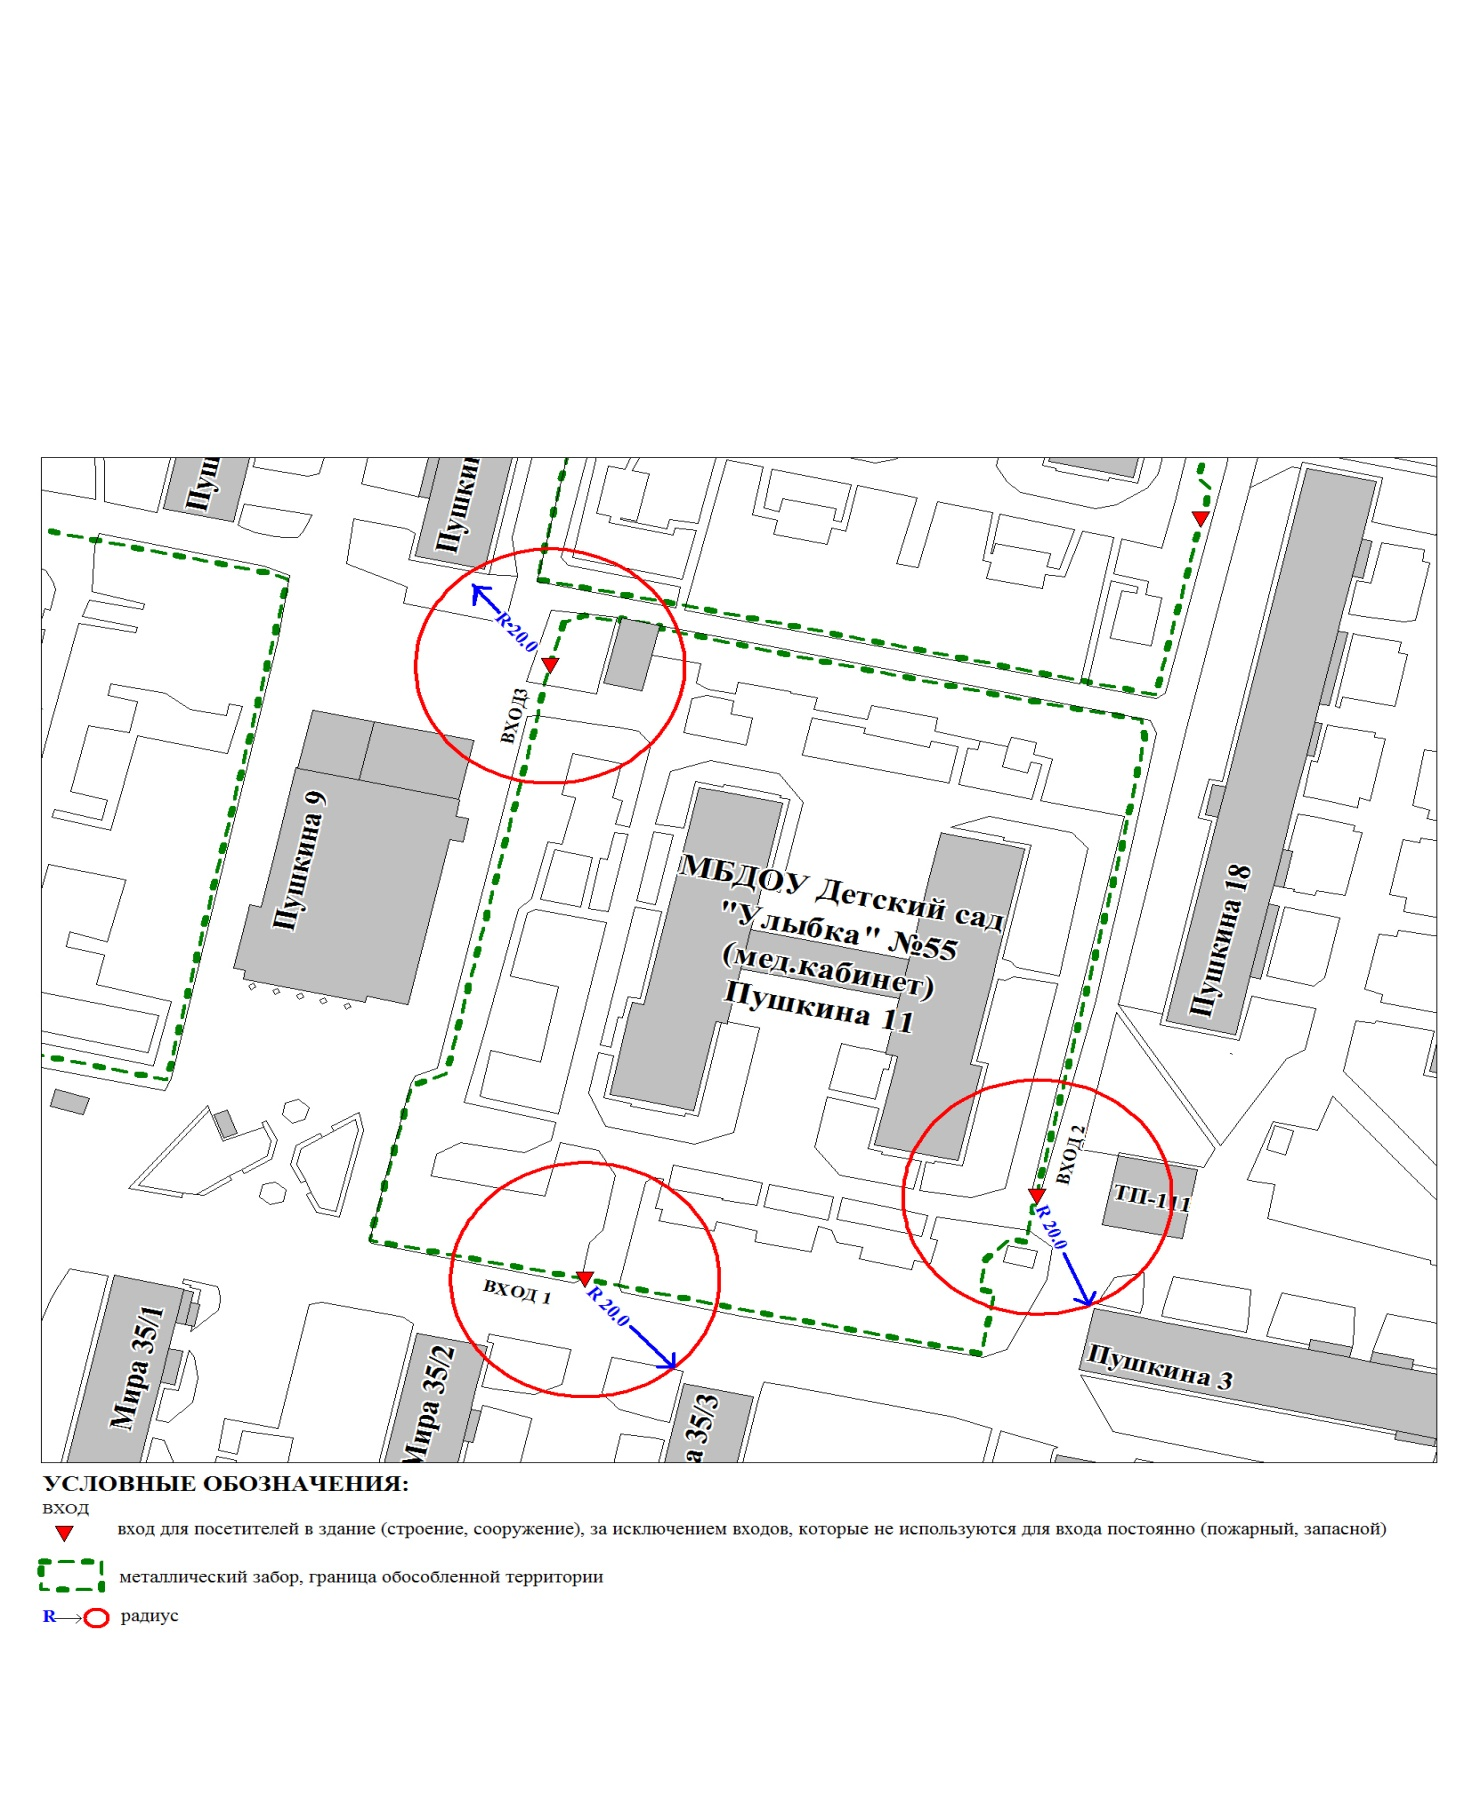 Пуш
Пушкин
R-20.0
ВХОД3
Пушкина 9
МБДОУ Детский сад
"Улыбка" №55
(мед.кабинет)
Пушкина 11
Пушкина 18
ВХОД 2
ТП-111
R 20.0
ВХОД 1
R 20.0
Мира 35/1
Мира 35/2
а 35/3
Пушкина 3
УСЛОВНЫЕ ОБОЗНАЧЕНИЯ:
ВХОД
вход для посетителей в здание (строение, сооружение), за исключением входов, которые не используются для входа постоянно (пожарный, запасной)
металлический забор, граница обособленной территории
R радиус